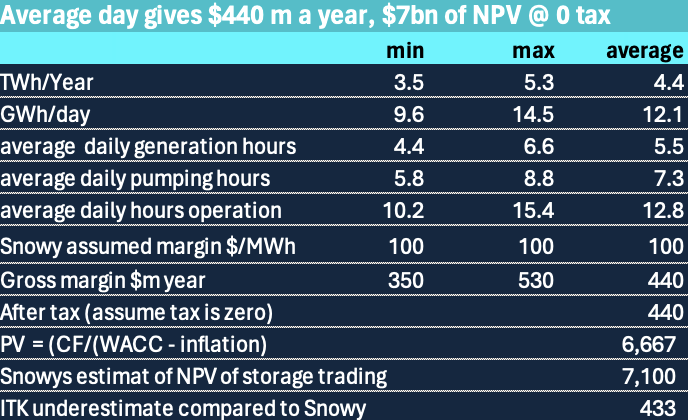 Average day gives $440 m a year, $7bn of NPV @ 0 tax
min max average
TWh/Year 3.5 5.3 4.4
GWh/day 9.6 14.5 12.1
average daily generation hours 4.4 6.6 5.5
average daily pumping hours 5.8 8.8 7.3
average daily hours operation 10.2 15.4 12.8
Snowy assumed margin $/MWh 100 100 100
Gross margin $m year 350 530 440
After tax (assume tax is zero) 440
PV = (CF/(WACC - inflation) 6,667
Snowys estimat of NPV of storage trading 7,100
ITK underestimate compared to Snowy 433